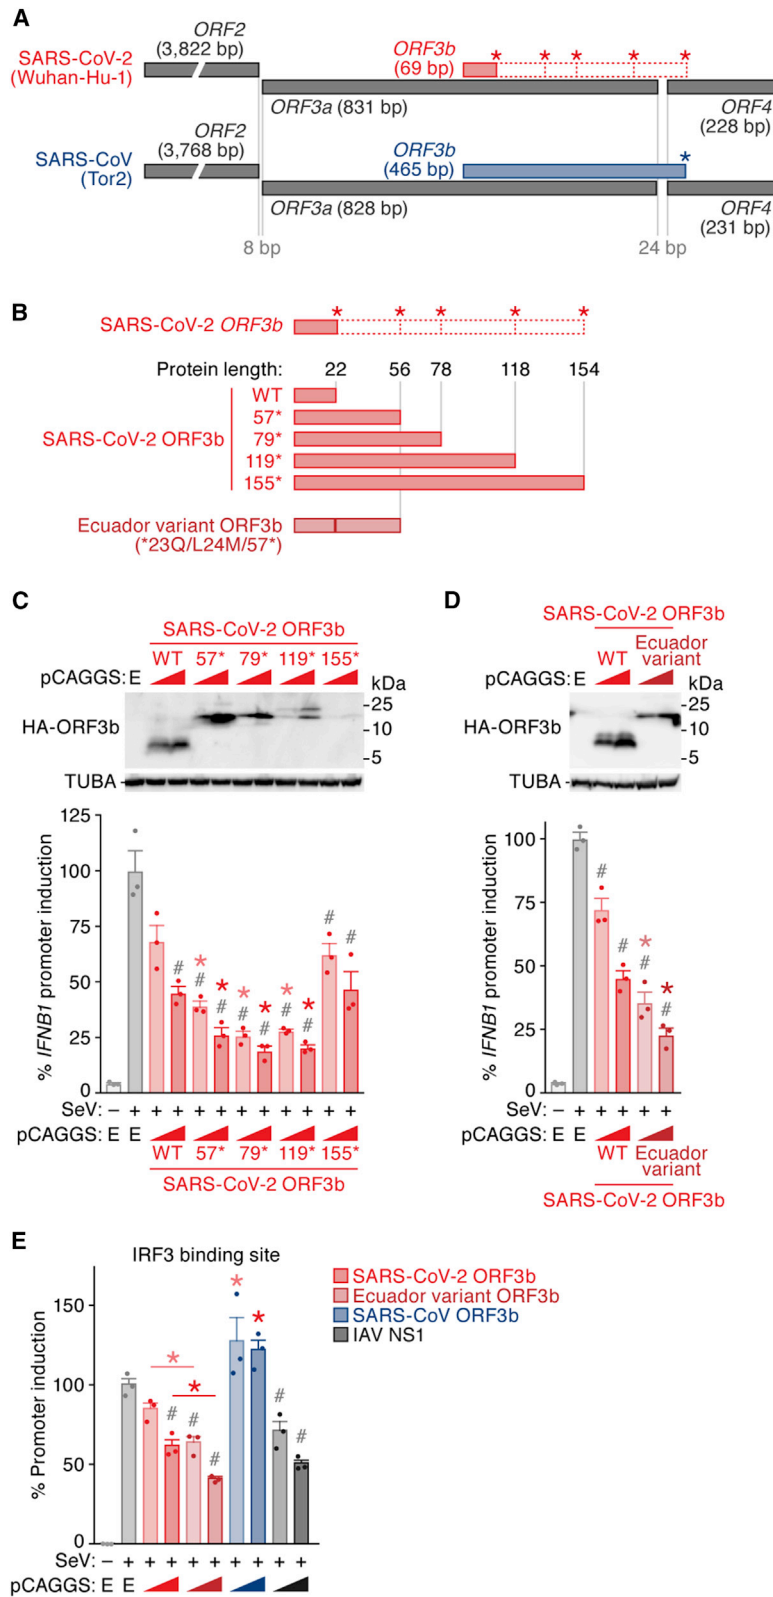 A
SARS-CoV-2
(Wuhan-Hu-1)
ORF2
(3,822 bp)
ORF3b
(69 bp)
* * * * *
ORF3a (831 bp)
ORF4
(228 bp)
SARS-CoV
(Tor2)
ORF2
(3,768 bp)
ORF3b
(465 bp)
*
ORF3a (828 bp)
ORF4
(231 bp)
8 bp
24 bp
B
SARS-CoV-2 ORF3b
* * * * *
Protein length: 22 56 78 118 154
SARS-CoV-2 ORF3b
WT
57*
79*
119*
155*
Ecuador variant ORF3b
(*23Q/L24M/57*)
C
SARS-CoV-2 ORF3b
WT 57* 79* 119* 155*
pCAGGS: E
kDa
HA-ORF3b
-25
-10
-5
TUBA -
% IFNB1 promoter induction
125
100
75
50
25
0
# * # * # * # * # * # * # # #
SeV: – + + + + + + + + + + +
pCAGGS: E E
WT 57* 79* 119* 155*
SARS-CoV-2 ORF3b
D
SARS-CoV-2 ORF3b
WT
Ecuador
variant
pCAGGS: E
kDa
HA-ORF3b
-25
-10
-5
TUBA -
% IFNB1 promoter induction
100
75
50
25
0
# # * # * #
SeV: – + + + + +
pCAGGS: E E
WT
Ecuador
variant
SARS-CoV-2 ORF3b
E
IRF3 binding site
% Promoter induction
150
100
50
0
* * # # # * * # #
SARS-CoV-2 ORF3b
Ecuador variant ORF3b
SARS-CoV ORF3b
IAV NS1
SeV: – + + + + + + + + +
pCAGGS: E E